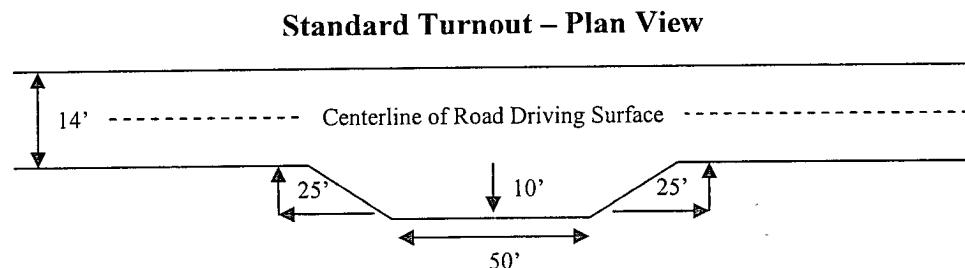 Standard Turnout – Plan View
14'
Centerline of Road Driving Surface
25'
10'
25'
50'